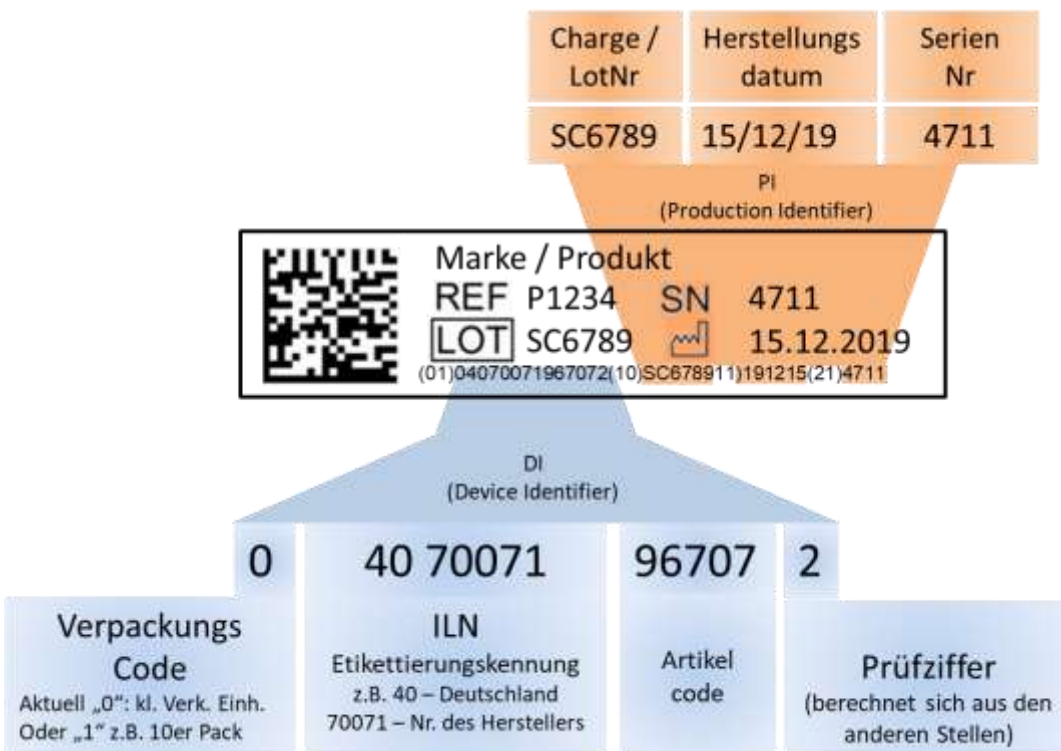 Charge /
LotNr
Herstellungs
datum
Serien
Nr
SC6789
15/12/19
4711
PI
(Production Identifier)
Marke / Produkt
REF P1234 SN 4711
LOT SC6789 15.12.2019
(01)04070071967072(10)SC678911)191215(21)4711
DI
(Device Identifier)
0
40 70071
96707
2
Verpackungs
Code
Aktuell „0“: kl. Verk. Einh.
Oder „1“ z.B. 10er Pack
ILN
Etikettierungskennung
z.B. 40 – Deutschland
70071 – Nr. des Herstellers
Artikel
code
Prüfziffer
(berechnet sich aus den
anderen Stellen)